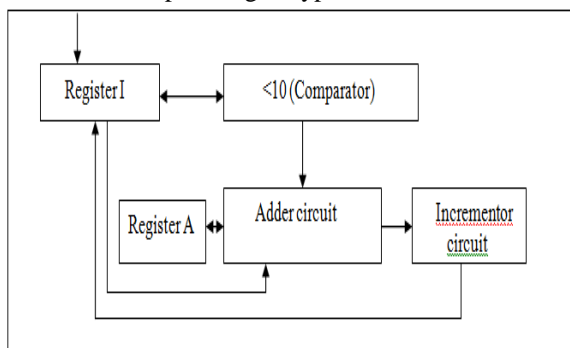 Register I
<10 (Comparator)
Register A
Adder circuit
Incrementor
circuit